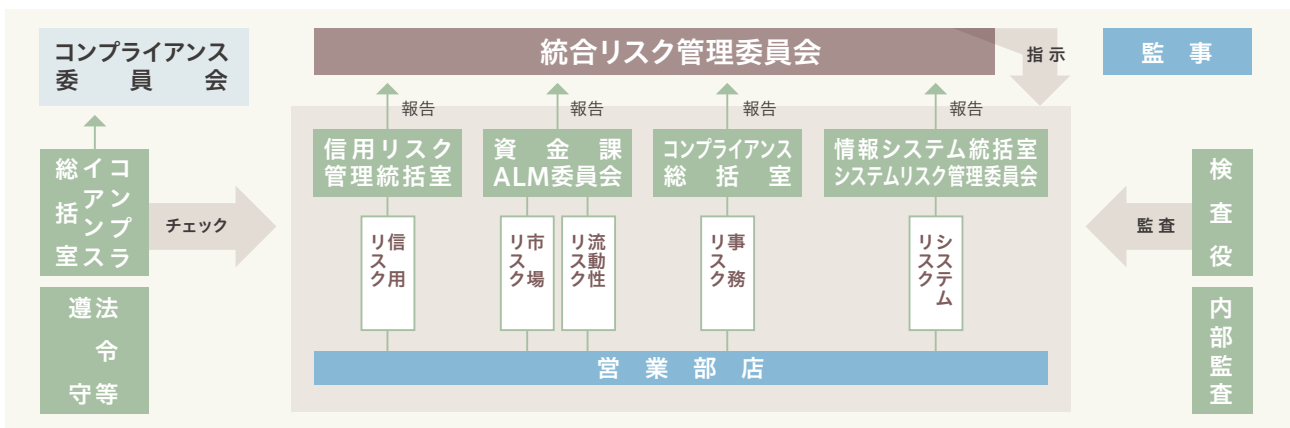 コンプライアンス
委員会
統合リスク管理委員会
指示
監事
報告
報告
報告
報告
信用リスク
管理統括室
資金課
ALM委員会
コンプライアンス
総括室
情報システム統括室
システムリスク管理委員会
コンプラ
イアンス
総括室
チェック
信用
リスク
市場
リスク
流動性
リスク
事務
リスク
システム
リスク
監査
検査役
法令等
遵守
内部監査
営業部店